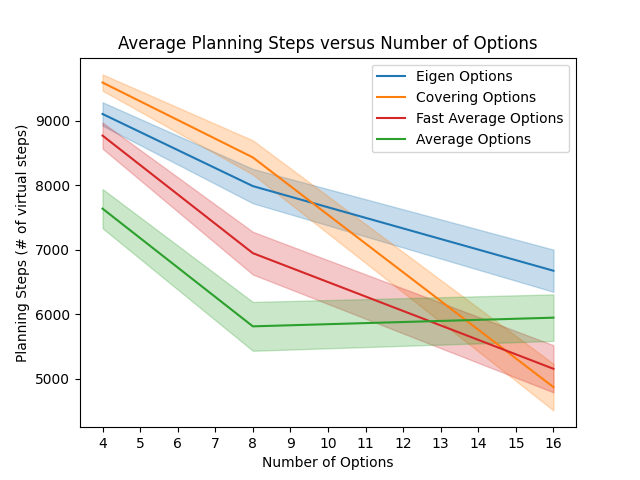 Average Planning Steps versus Number of Options
Eigen Options
Covering Options
Fast Average Options
Average Options
Planning Steps (# of virtual steps)
9000
8000
7000
6000
5000
4 5 6 7 8 9 10 11 12 13 14 15 16
Number of Options